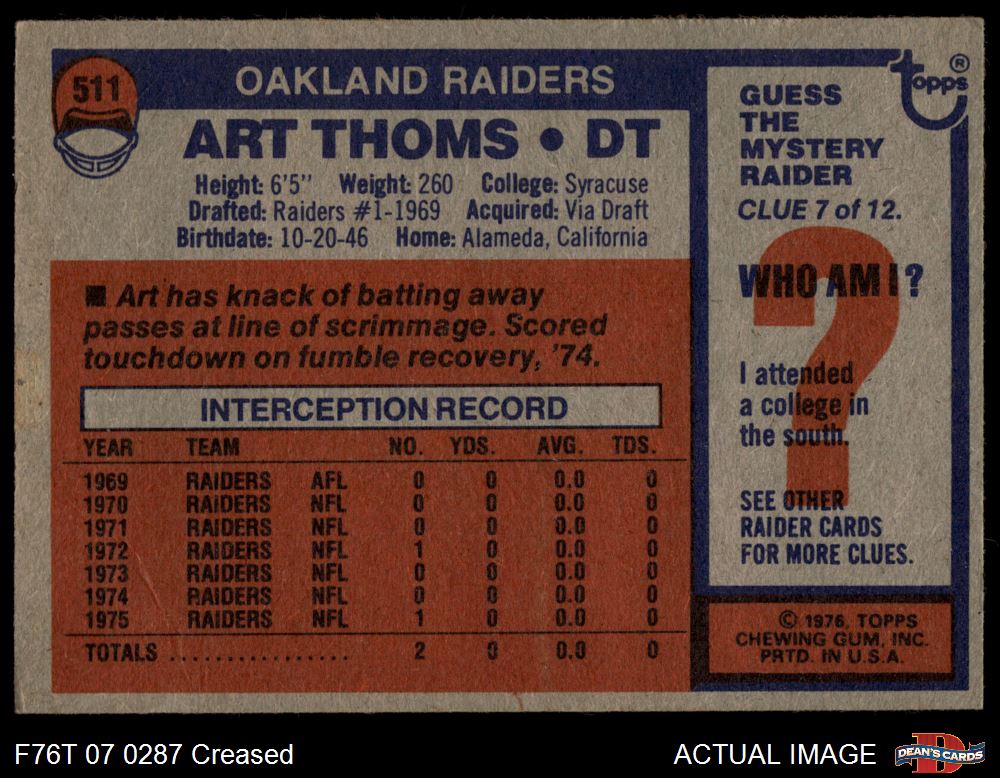 511
OAKLAND RAIDERS
ART THOMS • DT
Height: 6'5" Weight: 260 College: Syracuse
Drafted: Raiders #1-1969 Acquired: Via Draft
Birthdate: 10-20-46 Home: Alameda, California
■ Art has knack of batting away
passes at line of scrimmage. Scored
touchdown on fumble recovery, '74.
INTERCEPTION RECORD
YEAR TEAM NO. YDS. AVG. TDS.
1969 RAIDERS AFL 0 0 0.0 0
1970 RAIDERS NFL 0 0 0.0 0
1971 RAIDERS NFL 0 0 0.0 0
1972 RAIDERS NFL 1 0 0.0 0
1973 RAIDERS NFL 0 0 0.0 0
1974 RAIDERS NFL 0 0 0.0 0
1975 RAIDERS NFL 1 0 0.0 0
TOTALS ................ 2 0 0.0 0
topps ®
GUESS
THE
MYSTERY
RAIDER
CLUE 7 of 12.
WHO AM I?
?
I attended
a college in
the south.
SEE OTHER
RAIDER CARDS
FOR MORE CLUES.
© 1976, TOPPS
CHEWING GUM, INC.
PRTD. IN U.S.A.
F76T 07 0287 Creased
ACTUAL IMAGE
DEAN'S CARDS